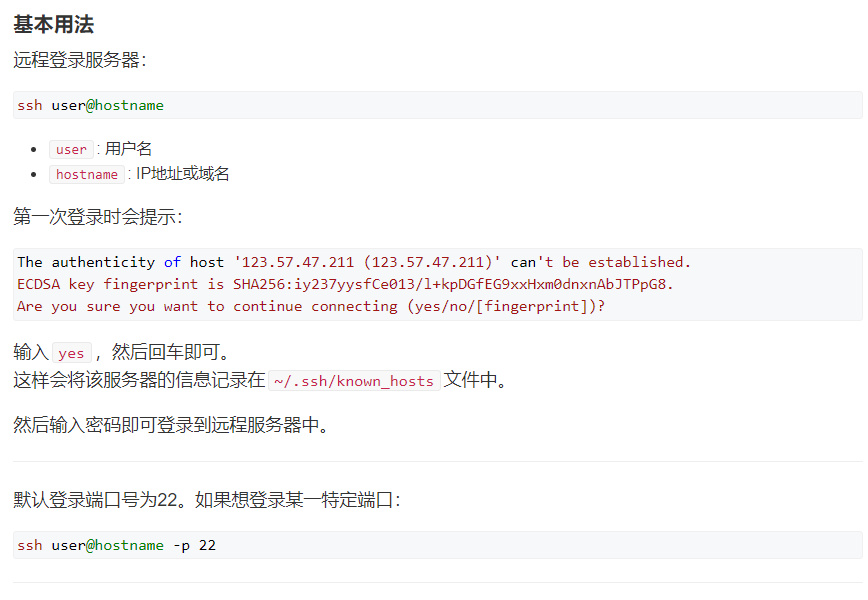 基本用法
远程登录服务器：
ssh user@hostname
user：用户名
hostname：IP地址或域名
第一次登录时会提示：
The authenticity of host '123.57.47.211 (123.57.47.211)' can't be established.
ECDSA key fingerprint is SHA256:iy237yysfCe013/l+kpDGfEG9xxHxm0dnxnAbJTPpG8.
Are you sure you want to continue connecting (yes/no/[fingerprint])?
输入 yes，然后回车即可。
这样会将该服务器的信息记录在 ~/.ssh/known_hosts 文件中。
然后输入密码即可登录到远程服务器中。
默认登录端口号为22。如果想登录某一特定端口：
ssh user@hostname -p 22